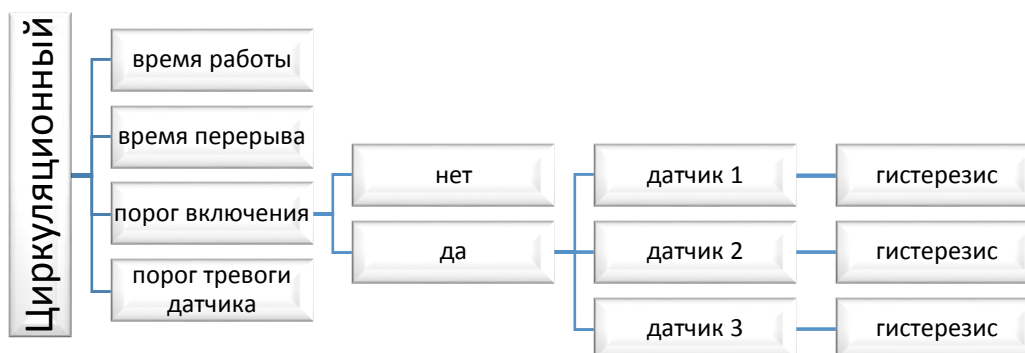 Циркуляционный
время работы
время перерыва
порог включения
порог тревоги
датчика
нет
да
датчик 1
датчик 2
датчик 3
гистерезис
гистерезис
гистерезис